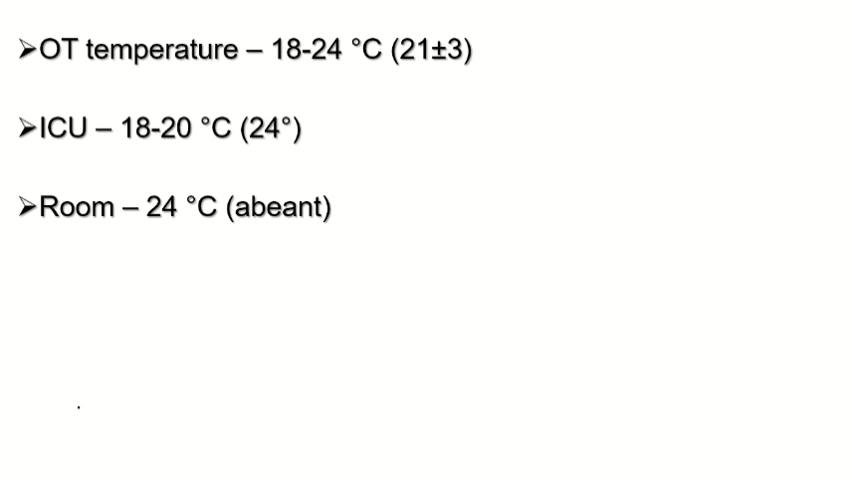 ➢OT temperature – 18-24 °C (21±3)
➢ICU – 18-20 °C (24°)
➢Room – 24 °C (abeant)
.